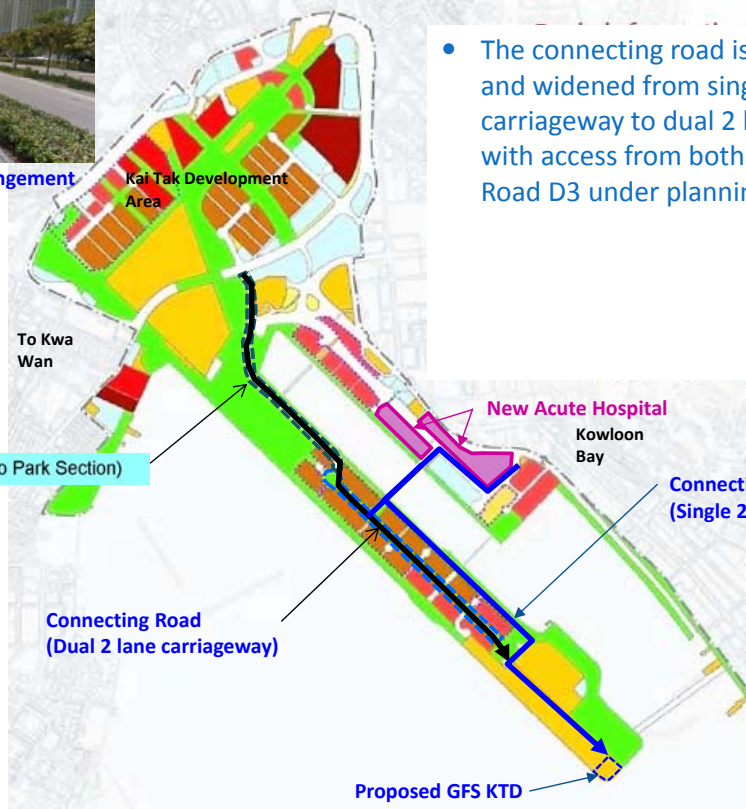 • The connecting road is
and widened from sing
carriageway to dual 2 l
with access from both
Road D3 under plannin
ngement
Kai Tak Development
Area
To Kwa
Wan
New Acute Hospital
Kowloon
Bay
o Park Section)
Connecti
(Single 2
Connecting Road
(Dual 2 lane carriageway)
Proposed GFS KTD